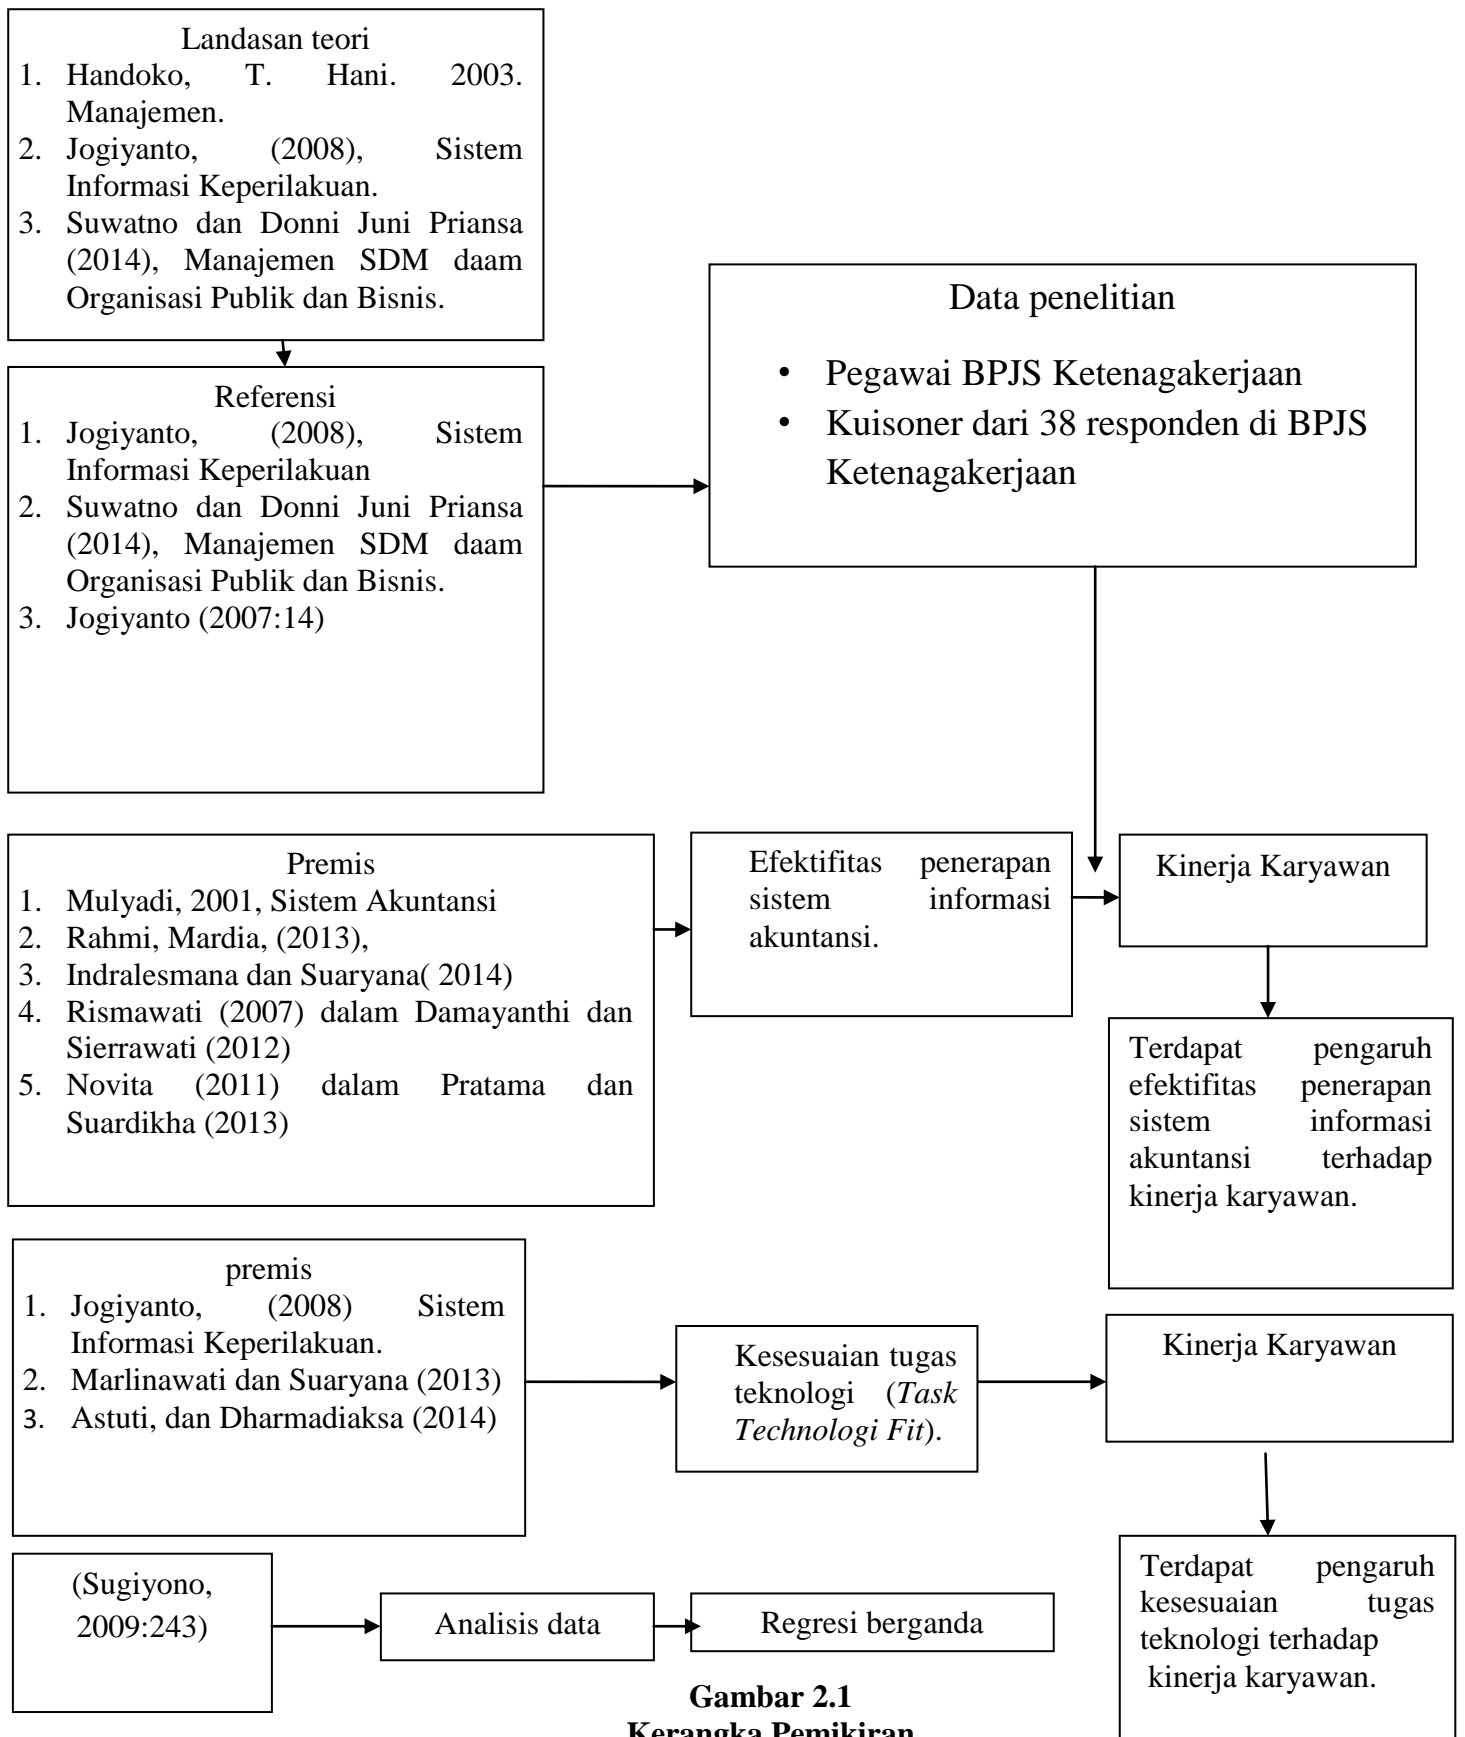 Landasan teori
1. Handoko, T. Hani. 2003.
Manajemen.
2. Jogiyanto, (2008), Sistem
Informasi Keperilakuan.
3. Suwatno dan Donni Juni Priansa
(2014), Manajemen SDM daam
Organisasi Publik dan Bisnis.
Referensi
1. Jogiyanto, (2008), Sistem
Informasi Keperilakuan
2. Suwatno dan Donni Juni Priansa
(2014), Manajemen SDM daam
Organisasi Publik dan Bisnis.
3. Jogiyanto (2007:14)
Data penelitian
• Pegawai BPJS Ketenagakerjaan
• Kuisoner dari 38 responden di BPJS
Ketenagakerjaan
Premis
1. Mulyadi, 2001, Sistem Akuntansi
2. Rahmi, Mardia, (2013),
3. Indralesmana dan Suaryana( 2014)
4. Rismawati (2007) dalam Damayanthi dan
Sierrawati (2012)
5. Novita (2011) dalam Pratama dan
Suardikha (2013)
Efektifitas penerapan
sistem informasi
akuntansi.
Kinerja Karyawan
Terdapat pengaruh
efektifitas penerapan
sistem informasi
akuntansi terhadap
kinerja karyawan.
premis
1. Jogiyanto, (2008) Sistem
Informasi Keperilakuan.
2. Marlinawati dan Suaryana (2013)
3. Astuti, dan Dharmadiaksa (2014)
Kesesuaian tugas
teknologi (Task
Technologi Fit).
Kinerja Karyawan
Terdapat pengaruh
kesesuaian tugas
teknologi terhadap
kinerja karyawan.
(Sugiyono,
2009:243)
Analisis data
Regresi berganda
Gambar 2.1
Kerangka Pemikiran